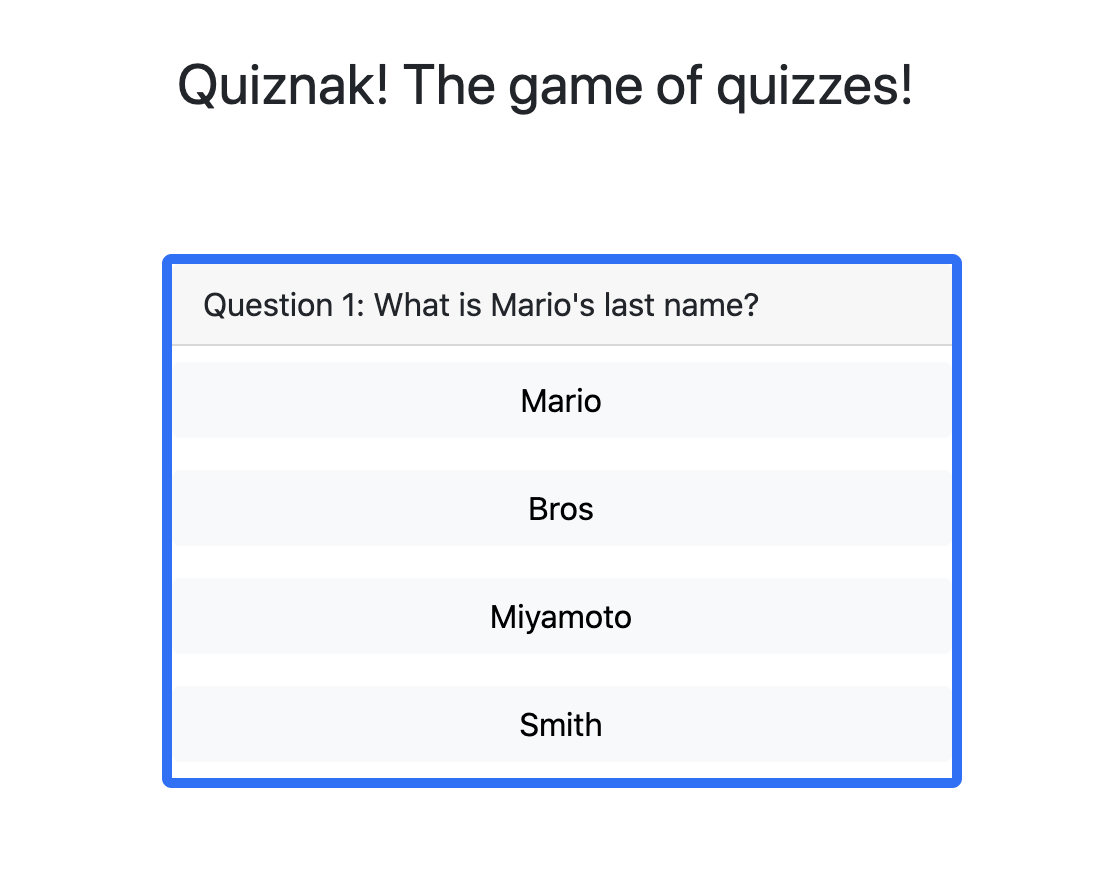 Quiznak! The game of quizzes!
Question 1: What is Mario's last name?
Mario
Bros
Miyamoto
Smith